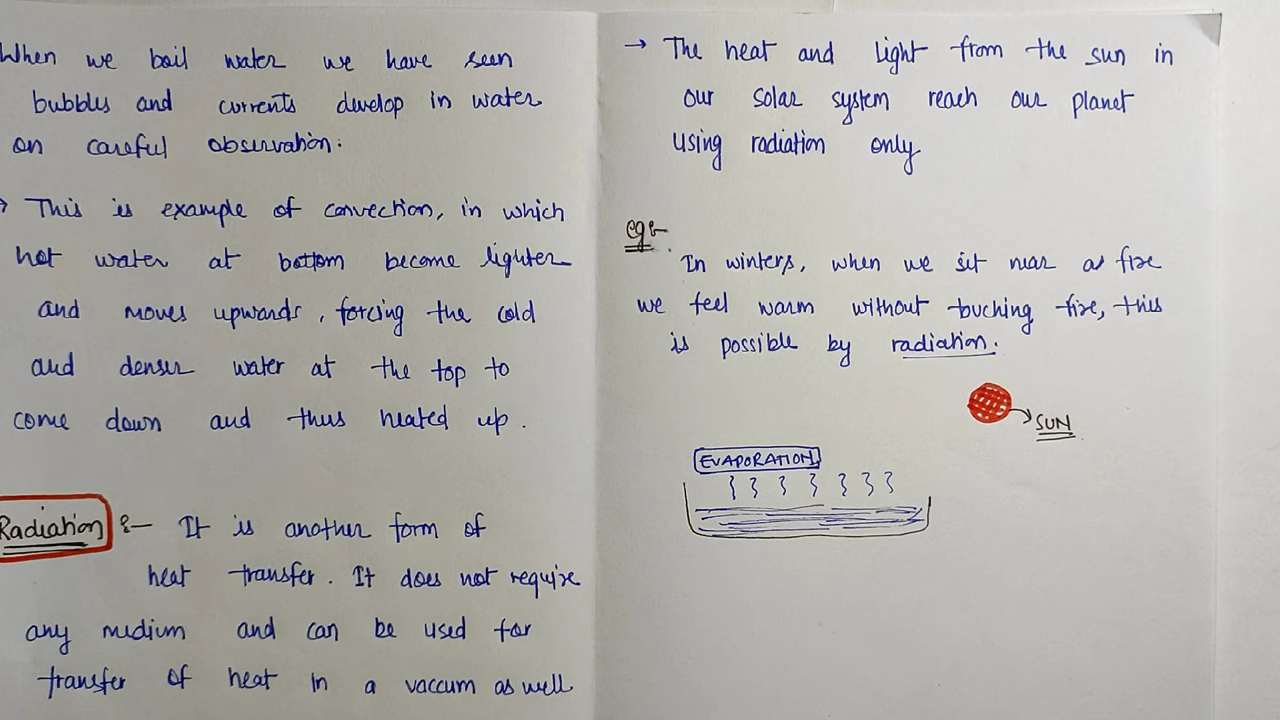 When we boil water we have seen
bubbles and currents develop in water
on careful observation.
→ This is example of convection, in which
hot water at bottom become lighter
and moves upwards, forcing the cold
and denser water at the top to
come down and thus heated up.
Radiation :- It is another form of
heat transfer. It does not require
any medium and can be used for
transfer of heat in a vaccum as well
→ The heat and light from the sun in
our solar system reach our planet
using radiation only
eg:-
In winters, when we sit near a fire
we feel warm without touching fire, this
is possible by radiation.
SUN
EVAPORATION